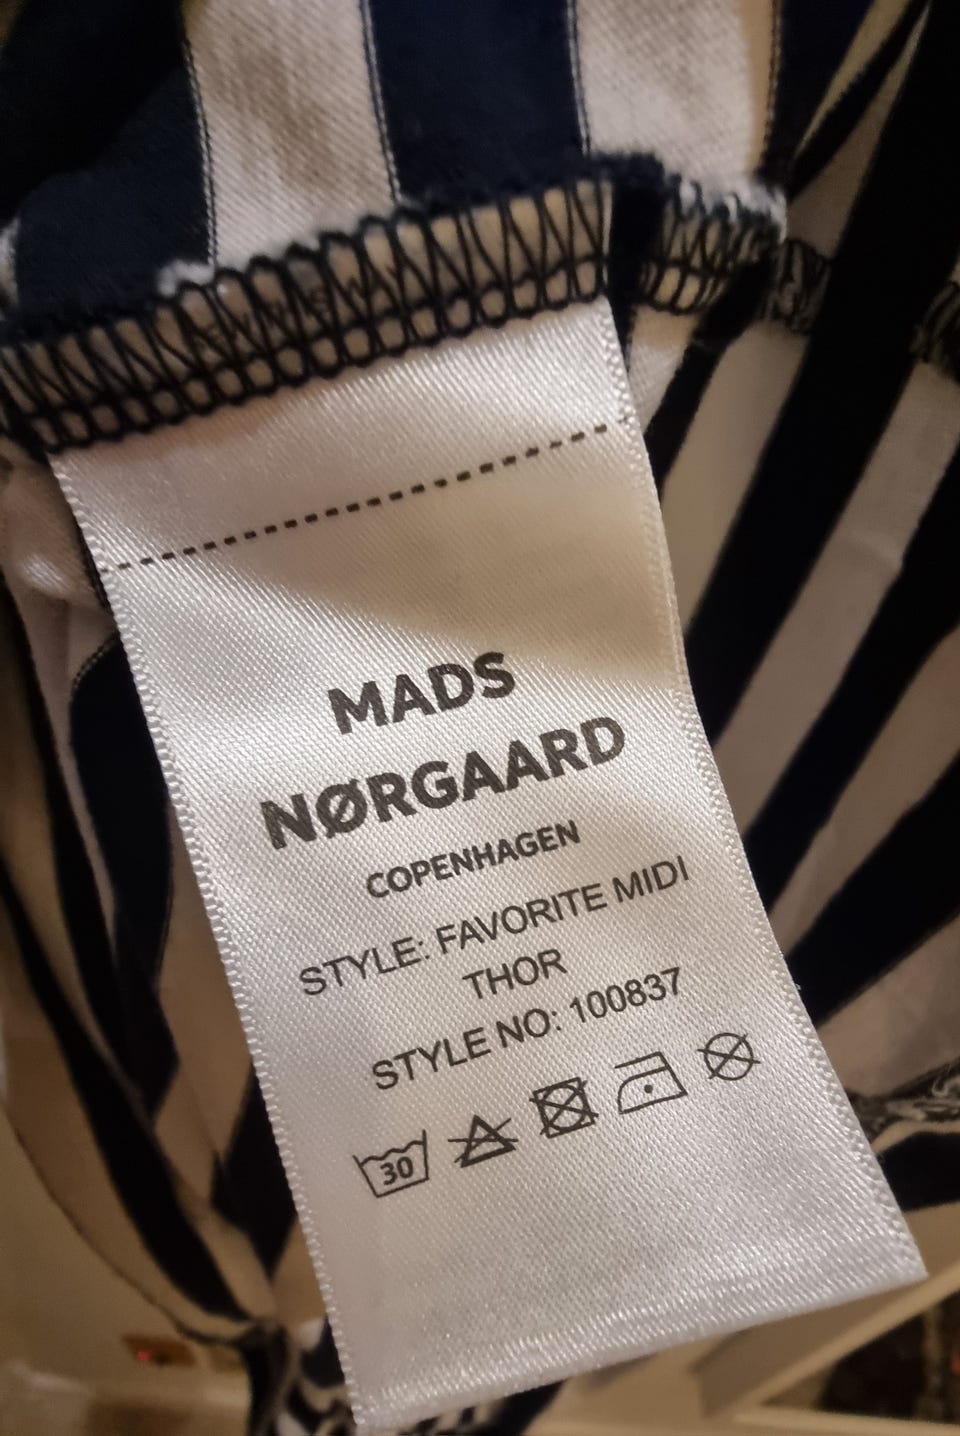 MADS
NØRGAARD
COPENHAGEN
STYLE: FAVORITE MIDI
THOR
STYLE NO: 100837
30